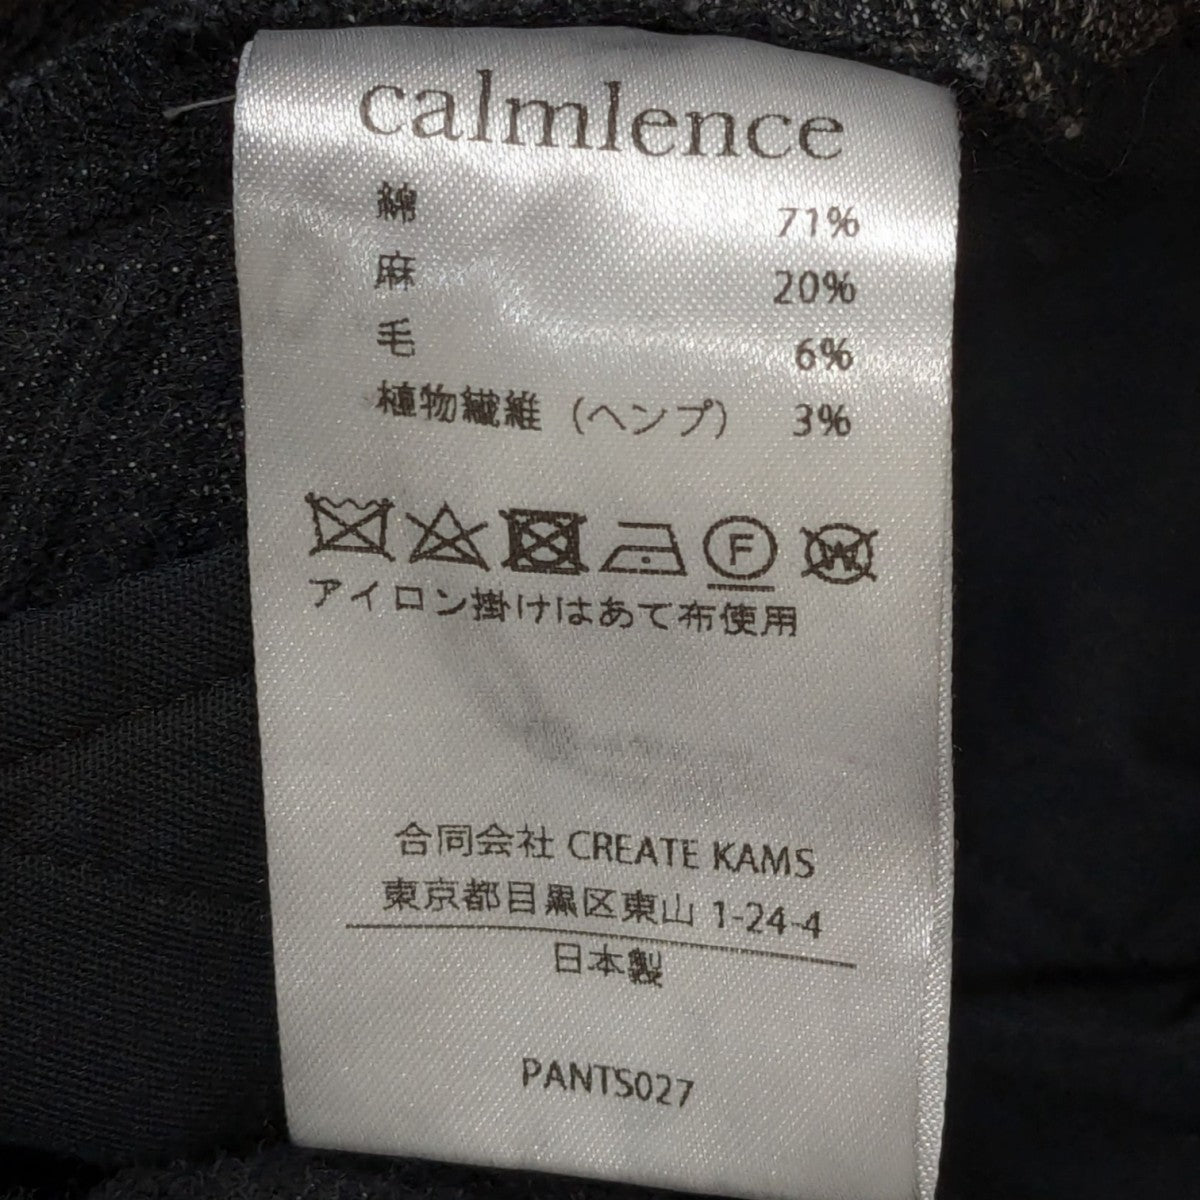 calmlence
綿 71%
麻 20%
毛 6%
植物繊維（ヘンプ） 3%
F W
アイロン掛けはあて布使用
合同会社 CREATE KAMS
東京都目黒区東山 1-24-4
日本製
PANTS027